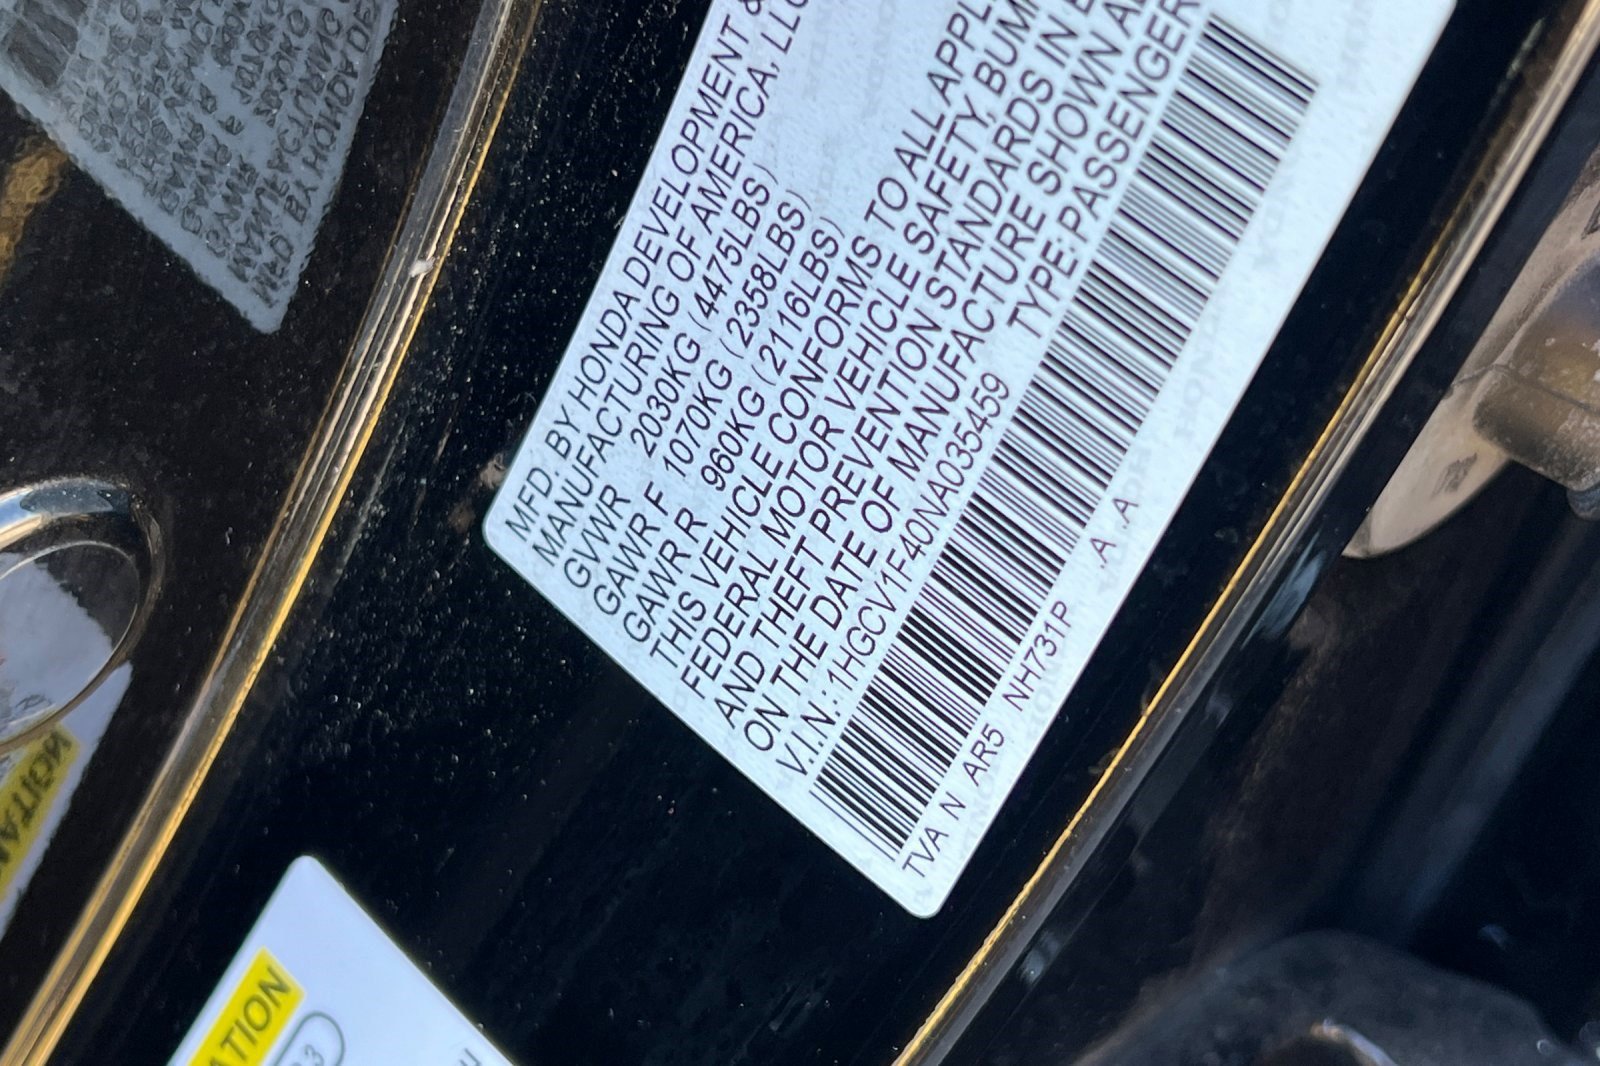 MFD. BY HONDA DEVELOPMENT &
MANUFACTURING OF AMERICA, LLC
GVWR 2030KG (4475LBS)
GAWR F 1070KG (2358LBS)
GAWR R 960KG (2116LBS)
THIS VEHICLE CONFORMS TO ALL APPL
FEDERAL MOTOR VEHICLE SAFETY, BUM
AND THEFT PREVENTION STANDARDS IN E
ON THE DATE OF MANUFACTURE SHOWN AB
V.I.N.: 1HGCV1F40NA035459 TYPE: PASSENGER
TVA N AR5 NH731P .A .A
ATION